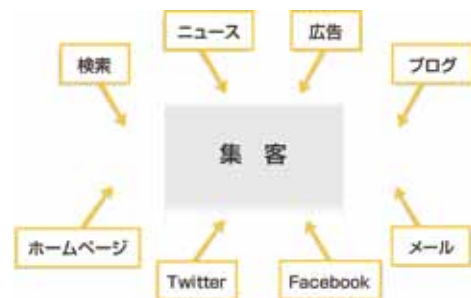 ニュース
広告
検索
ブログ
集 客
ホームページ
メール
Twitter
Facebook